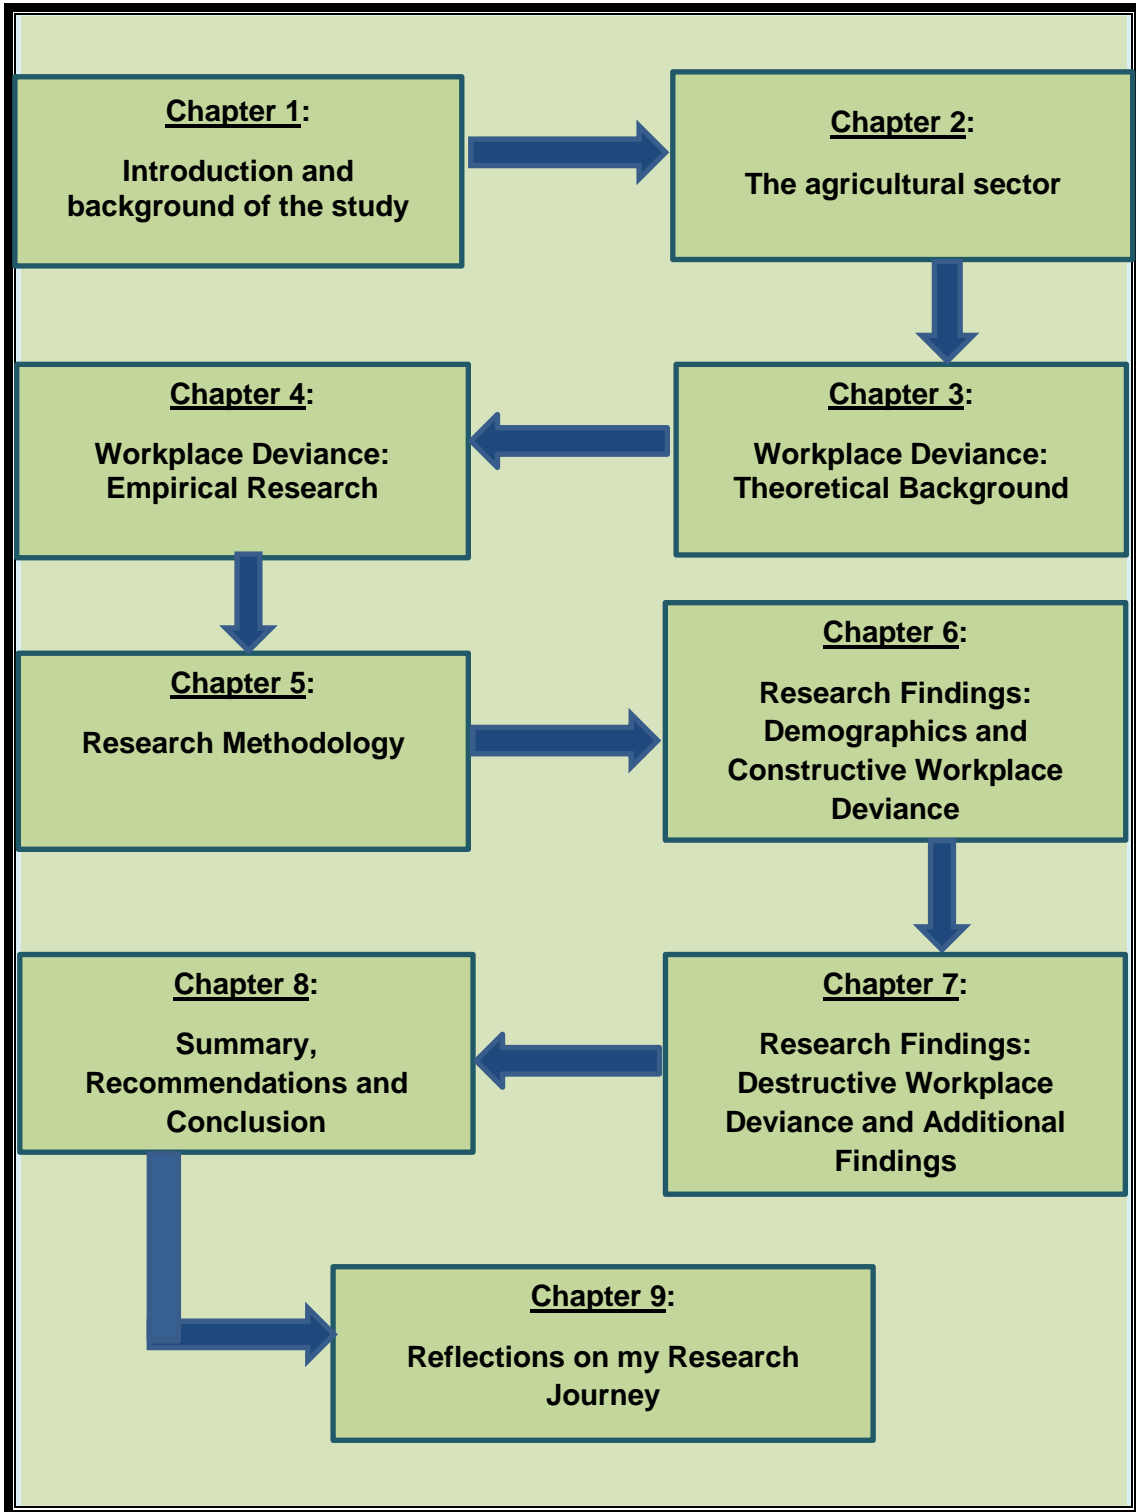 Chapter 1:
Introduction and
background of the study
Chapter 2:
The agricultural sector
Chapter 3:
Workplace Deviance:
Theoretical Background
Chapter 4:
Workplace Deviance:
Empirical Research
Chapter 5:
Research Methodology
Chapter 6:
Research Findings:
Demographics and
Constructive Workplace
Deviance
Chapter 7:
Research Findings:
Destructive Workplace
Deviance and Additional
Findings
Chapter 8:
Summary,
Recommendations and
Conclusion
Chapter 9:
Reflections on my Research
Journey